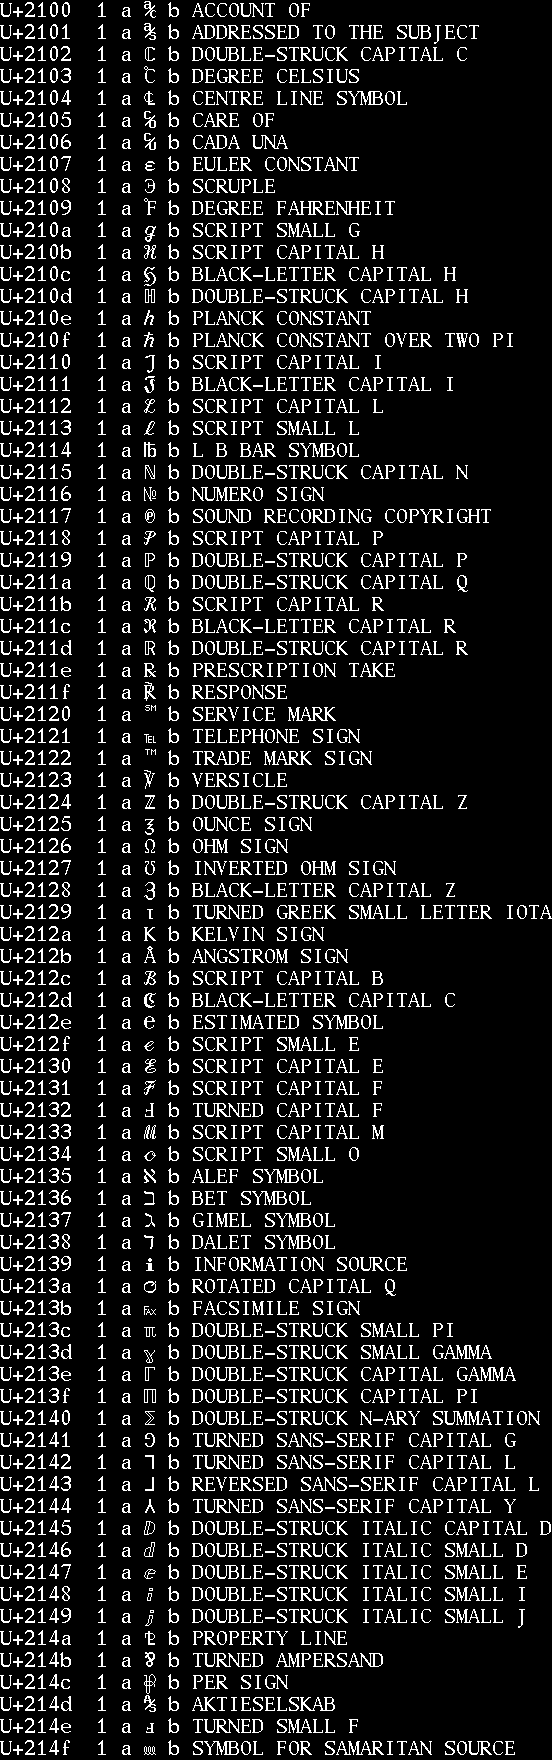 U+2100 1 a ℀ b ACCOUNT OF
U+2101 1 a ℁ b ADDRESSED TO THE SUBJECT
U+2102 1 a ℂ b DOUBLE-STRUCK CAPITAL C
U+2103 1 a ℃ b DEGREE CELSIUS
U+2104 1 a ℄ b CENTRE LINE SYMBOL
U+2105 1 a ℅ b CARE OF
U+2106 1 a ℆ b CADA UNA
U+2107 1 a ℇ b EULER CONSTANT
U+2108 1 a ℈ b SCRUPLE
U+2109 1 a ℉ b DEGREE FAHRENHEIT
U+210a 1 a ℊ b SCRIPT SMALL G
U+210b 1 a ℋ b SCRIPT CAPITAL H
U+210c 1 a ℌ b BLACK-LETTER CAPITAL H
U+210d 1 a ℍ b DOUBLE-STRUCK CAPITAL H
U+210e 1 a ℎ b PLANCK CONSTANT
U+210f 1 a ℏ b PLANCK CONSTANT OVER TWO PI
U+2110 1 a ℐ b SCRIPT CAPITAL I
U+2111 1 a ℑ b BLACK-LETTER CAPITAL I
U+2112 1 a ℒ b SCRIPT CAPITAL L
U+2113 1 a ℓ b SCRIPT SMALL L
U+2114 1 a ℔ b L B BAR SYMBOL
U+2115 1 a ℕ b DOUBLE-STRUCK CAPITAL N
U+2116 1 a № b NUMERO SIGN
U+2117 1 a ℗ b SOUND RECORDING COPYRIGHT
U+2118 1 a ℘ b SCRIPT CAPITAL P
U+2119 1 a ℙ b DOUBLE-STRUCK CAPITAL P
U+211a 1 a ℚ b DOUBLE-STRUCK CAPITAL Q
U+211b 1 a ℛ b SCRIPT CAPITAL R
U+211c 1 a ℜ b BLACK-LETTER CAPITAL R
U+211d 1 a ℝ b DOUBLE-STRUCK CAPITAL R
U+211e 1 a ℞ b PRESCRIPTION TAKE
U+211f 1 a ℟ b RESPONSE
U+2120 1 a ℠ b SERVICE MARK
U+2121 1 a ℡ b TELEPHONE SIGN
U+2122 1 a ™ b TRADE MARK SIGN
U+2123 1 a ℣ b VERSICLE
U+2124 1 a ℤ b DOUBLE-STRUCK CAPITAL Z
U+2125 1 a ℥ b OUNCE SIGN
U+2126 1 a Ω b OHM SIGN
U+2127 1 a ℧ b INVERTED OHM SIGN
U+2128 1 a ℨ b BLACK-LETTER CAPITAL Z
U+2129 1 a ℩ b TURNED GREEK SMALL LETTER IOTA
U+212a 1 a K b KELVIN SIGN
U+212b 1 a Å b ANGSTROM SIGN
U+212c 1 a ℬ b SCRIPT CAPITAL B
U+212d 1 a ℭ b BLACK-LETTER CAPITAL C
U+212e 1 a ℮ b ESTIMATED SYMBOL
U+212f 1 a ℯ b SCRIPT SMALL E
U+2130 1 a ℰ b SCRIPT CAPITAL E
U+2131 1 a ℱ b SCRIPT CAPITAL F
U+2132 1 a Ⅎ b TURNED CAPITAL F
U+2133 1 a ℳ b SCRIPT CAPITAL M
U+2134 1 a ℴ b SCRIPT SMALL O
U+2135 1 a ℵ b ALEF SYMBOL
U+2136 1 a ℶ b BET SYMBOL
U+2137 1 a ℷ b GIMEL SYMBOL
U+2138 1 a ℸ b DALET SYMBOL
U+2139 1 a ℹ b INFORMATION SOURCE
U+213a 1 a ℺ b ROTATED CAPITAL Q
U+213b 1 a ℻ b FACSIMILE SIGN
U+213c 1 a ℼ b DOUBLE-STRUCK SMALL PI
U+213d 1 a ℽ b DOUBLE-STRUCK SMALL GAMMA
U+213e 1 a ℾ b DOUBLE-STRUCK CAPITAL GAMMA
U+213f 1 a ℿ b DOUBLE-STRUCK CAPITAL PI
U+2140 1 a ⅀ b DOUBLE-STRUCK N-ARY SUMMATION
U+2141 1 a ⅁ b TURNED SANS-SERIF CAPITAL G
U+2142 1 a ⅂ b TURNED SANS-SERIF CAPITAL L
U+2143 1 a ⅃ b REVERSED SANS-SERIF CAPITAL L
U+2144 1 a ⅄ b TURNED SANS-SERIF CAPITAL Y
U+2145 1 a ⅅ b DOUBLE-STRUCK ITALIC CAPITAL D
U+2146 1 a ⅆ b DOUBLE-STRUCK ITALIC SMALL D
U+2147 1 a ⅇ b DOUBLE-STRUCK ITALIC SMALL E
U+2148 1 a ⅈ b DOUBLE-STRUCK ITALIC SMALL I
U+2149 1 a ⅉ b DOUBLE-STRUCK ITALIC SMALL J
U+214a 1 a ⅊ b PROPERTY LINE
U+214b 1 a ⅋ b TURNED AMPERSAND
U+214c 1 a ⅌ b PER SIGN
U+214d 1 a ⅍ b AKTIESELSKAB
U+214e 1 a ⅎ b TURNED SMALL F
U+214f 1 a ⅏ b SYMBOL FOR SAMARITAN SOURCE